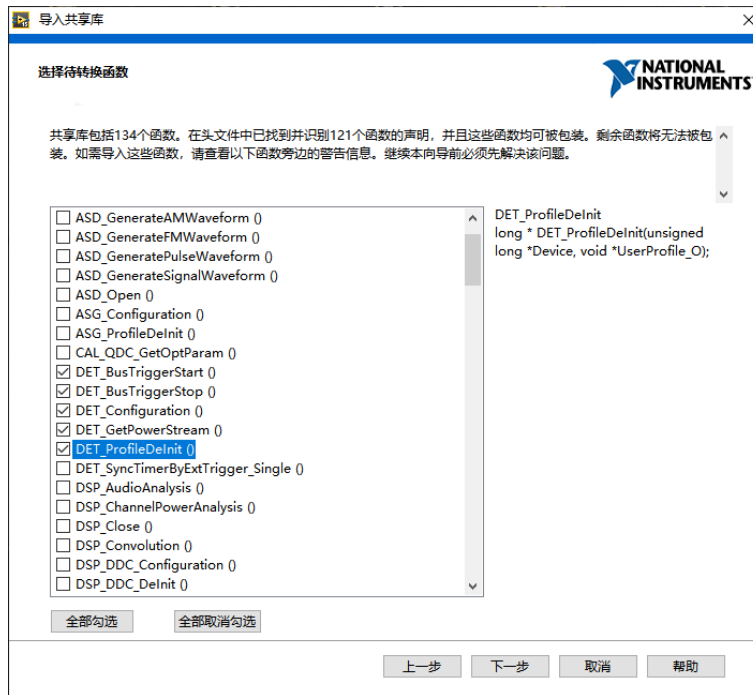 导入共享库
选择待转换函数
NATIONAL
INSTRUMENTS
共享库包括134个函数。在头文件中已找到并识别121个函数的声明，并且这些函数均可被包装。剩余函数将无法被包
装。如需导入这些函数，请查看以下函数旁边的警告信息。继续本向导前必须先解决该问题。
ASD_GenerateAMWaveform ()
ASD_GenerateFMWaveform ()
ASD_GeneratePulseWaveform ()
ASD_GenerateSignalWaveform ()
ASD_Open ()
ASG_Configuration ()
ASG_ProfileDeInit ()
CAL_QDC_GetOptParam ()
DET_BusTriggerStart ()
DET_BusTriggerStop ()
DET_Configuration ()
DET_GetPowerStream ()
DET_ProfileDeInit ()
DET_SyncTimerByExtTrigger_Single ()
DSP_AudioAnalysis ()
DSP_ChannelPowerAnalysis ()
DSP_Close ()
DSP_Convolution ()
DSP_DDC_Configuration ()
DSP_DDC_DeInit ()
DET_ProfileDeInit
long * DET_ProfileDeInit(unsigned
long *Device, void *UserProfile_O);
全部勾选
全部取消勾选
上一步
下一步
取消
帮助